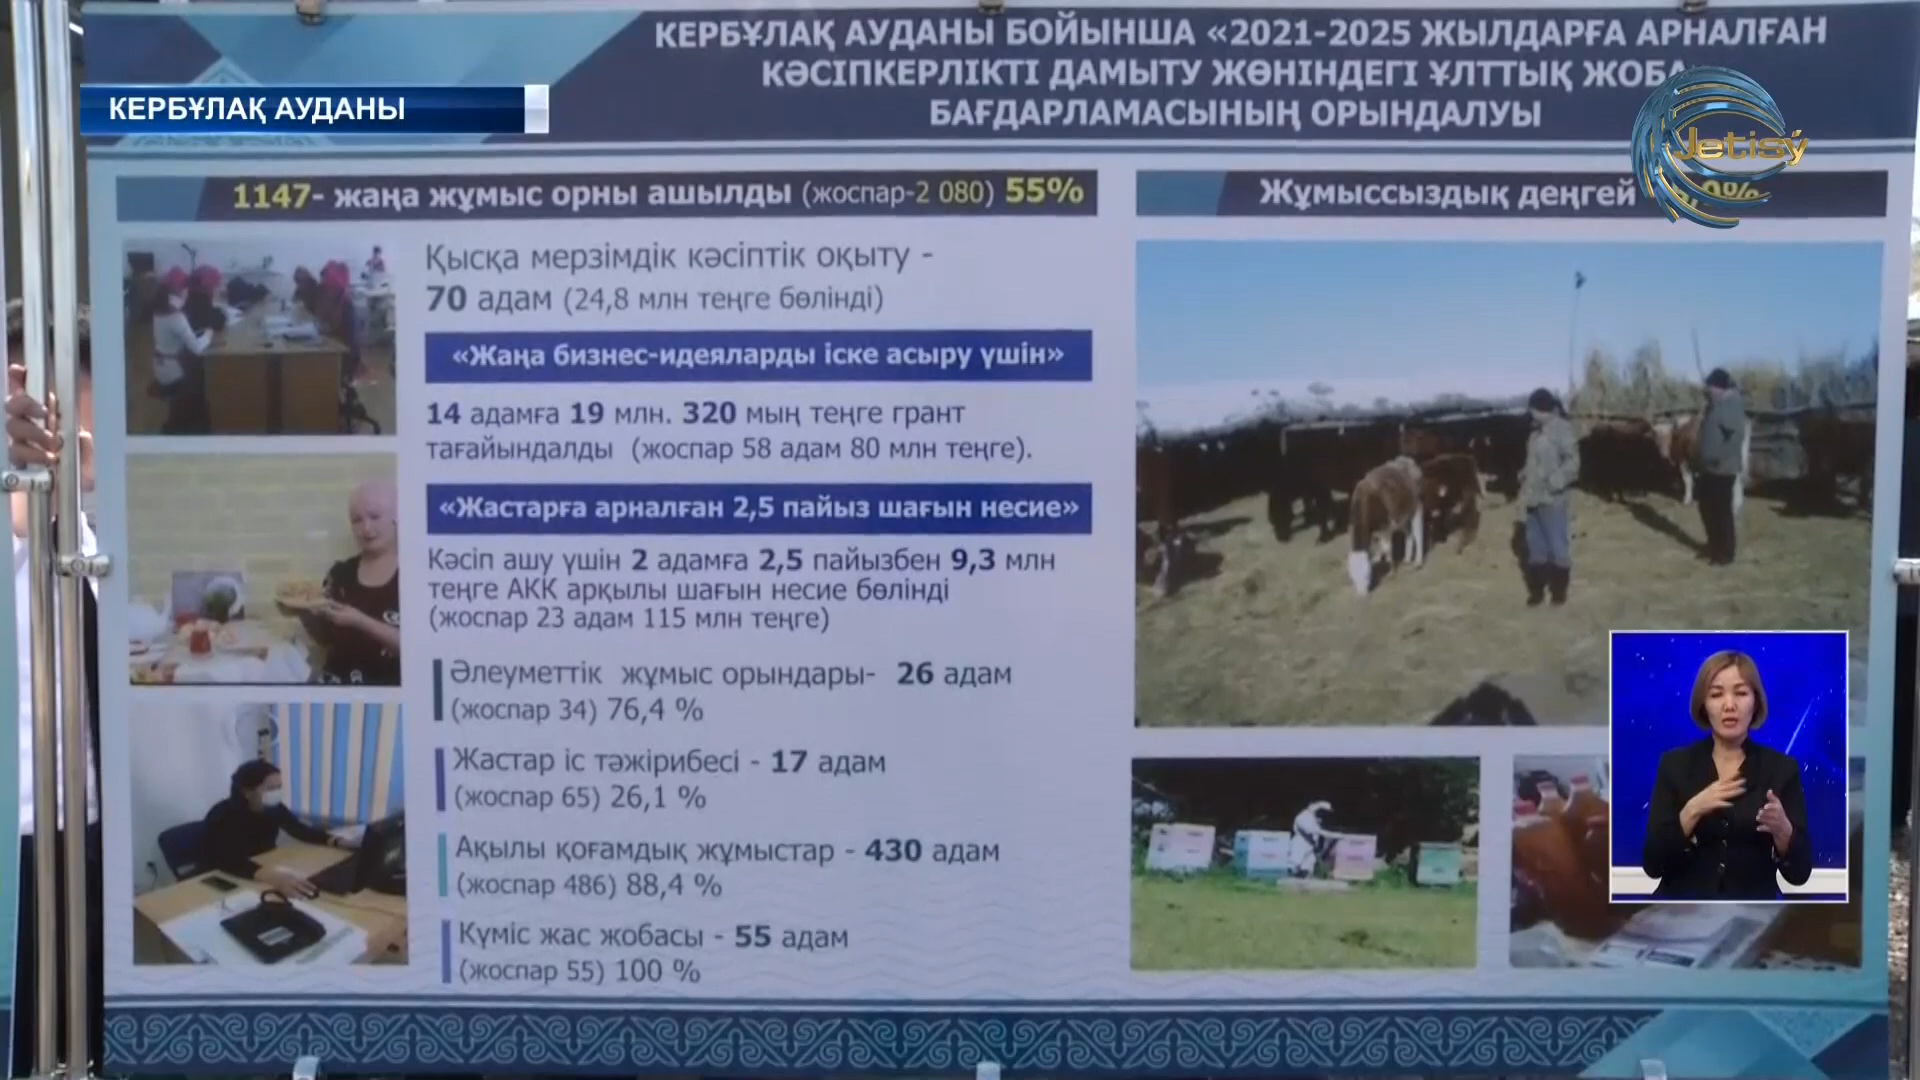 КЕРБҰЛАҚ АУДАНЫ БОЙЫНША «2021-2025 ЖЫЛДАРҒА АРНАЛҒАН
КӘСІПКЕРЛІКТІ ДАМЫТУ ЖӨНІНДЕГІ ҰЛТТЫҚ ЖОБА»
БАҒДАРЛАМАСЫНЫҢ ОРЫНДАЛУЫ
КЕРБҰЛАҚ АУДАНЫ
Jetisý
1147- жаңа жұмыс орны ашылды (жоспар-2 080) 55%
Қысқа мерзімдік кәсіптік оқыту -
70 адам (24,8 млн теңге бөлінді)
«Жаңа бизнес-идеяларды іске асыру үшін»
14 адамға 19 млн. 320 мың теңге грант
тағайындалды (жоспар 58 адам 80 млн теңге).
«Жастарға арналған 2,5 пайыз шағын несие»
Кәсіп ашу үшін 2 адамға 2,5 пайызбен 9,3 млн
теңге АКК арқылы шағын несие бөлінді
(жоспар 23 адам 115 млн теңге)
Әлеуметтік жұмыс орындары- 26 адам
(жоспар 34) 76,4 %
Жастар іс тәжірибесі - 17 адам
(жоспар 65) 26,1 %
Ақылы қоғамдық жұмыстар - 430 адам
(жоспар 486) 88,4 %
Күміс жас жобасы - 55 адам
(жоспар 55) 100 %
Жұмыссыздық деңгей